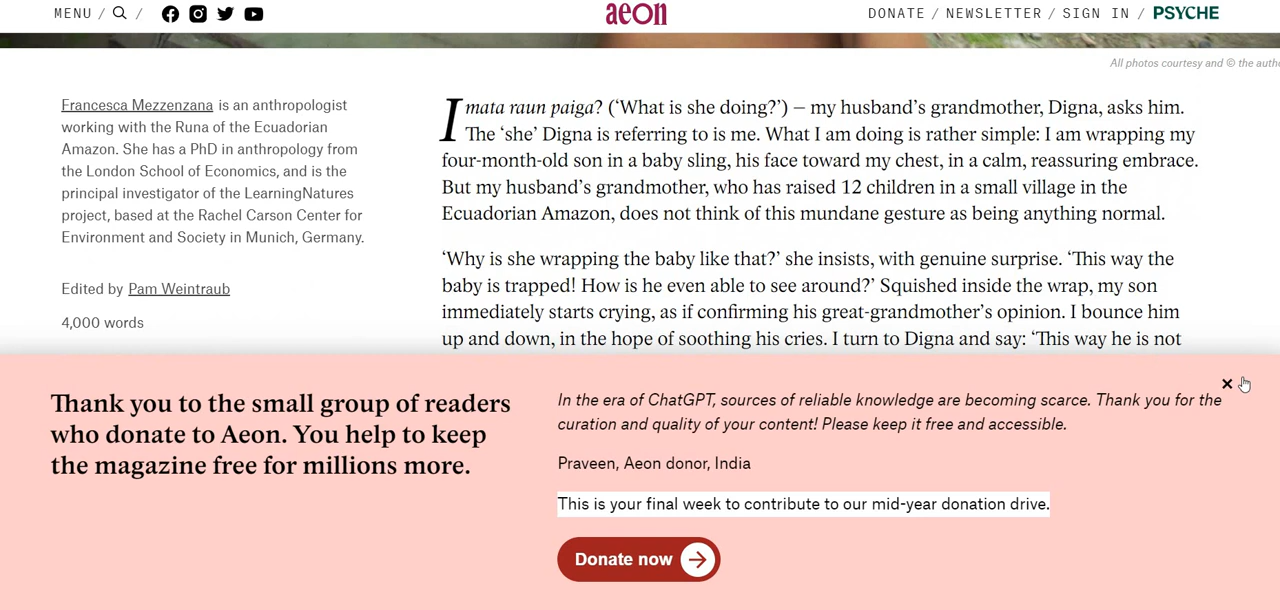 MENU / / 
aeon
DONATE / NEWSLETTER / SIGN IN / PSYCHE
All photos courtesy and © the
Francesca Mezzenzana is an anthropologist
working with the Runa of the Ecuadorian
Amazon. She has a PhD in anthropology from
the London School of Economics, and is the
principal investigator of the LearningNatures
project, based at the Rachel Carson Center for
Environment and Society in Munich, Germany.
Edited by Pam Weintraub
4,000 words
Imata raun paiga? (‘What is she doing?’) – my husband’s grandmother, Digna, asks him.
The ‘she’ Digna is referring to is me. What I am doing is rather simple: I am wrapping my
four-month-old son in a baby sling, his face toward my chest, in a calm, reassuring embrace.
But my husband’s grandmother, who has raised 12 children in a small village in the
Ecuadorian Amazon, does not think of this mundane gesture as being anything normal.
‘Why is she wrapping the baby like that?’ she insists, with genuine surprise. ‘This way the
baby is trapped! How is he even able to see around?’ Squished inside the wrap, my son
immediately starts crying, as if confirming his great-grandmother’s opinion. I bounce him
up and down, in the hope of soothing his cries. I turn to Digna and say: ‘This way he is not
Thank you to the small group of readers
who donate to Aeon. You help to keep
the magazine free for millions more.
In the era of ChatGPT, sources of reliable knowledge are becoming scarce. Thank you for the
curation and quality of your content! Please keep it free and accessible.
Praveen, Aeon donor, India
This is your final week to contribute to our mid-year donation drive.
Donate now